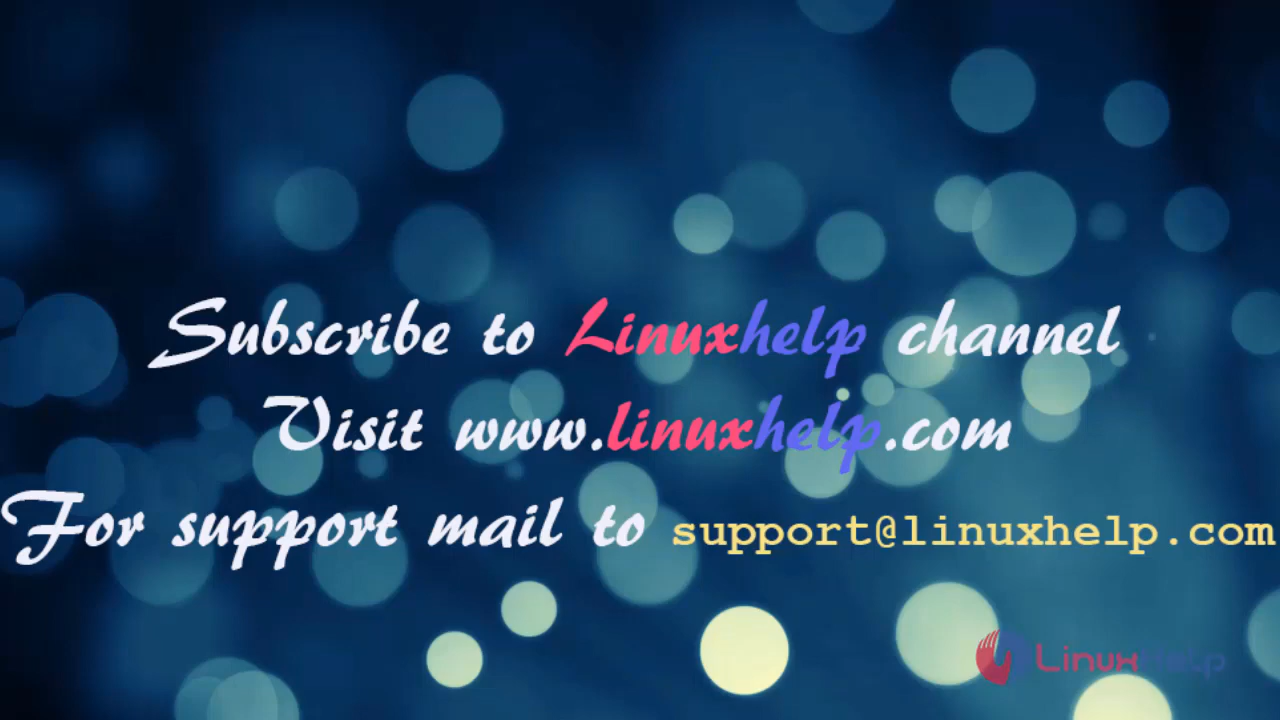 Subscribe to Linuxhelp channel
Visit www.linuxhelp.com
For support mail to support@linuxhelp.com
LinuxHelp